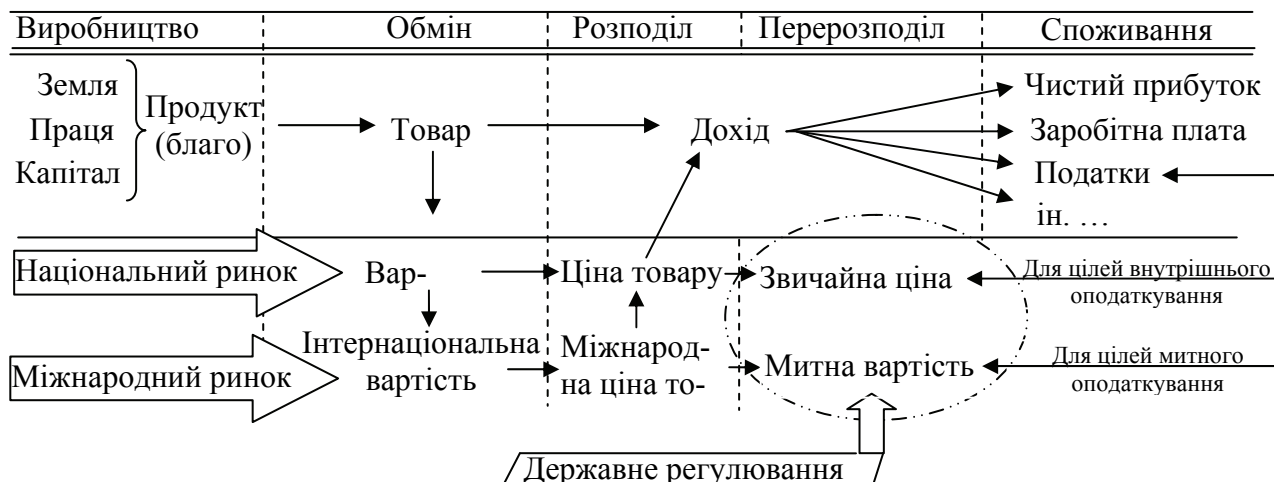 Виробництво Обмін Розподіл Перерозподіл Споживання
Земля
Праця
Капітал
Продукт
(благо)
Товар
Дохід
Чистий прибуток
Заробітна плата
Податки
ін. …
Національний ринок
Вар-
Ціна товару
Звичайна ціна
Для цілей внутрішнього
оподаткування
Міжнародний ринок
Інтернаціональна
вартість
Міжнарод-
на ціна то-
Митна вартість
Для цілей митного
оподаткування
Державне регулювання